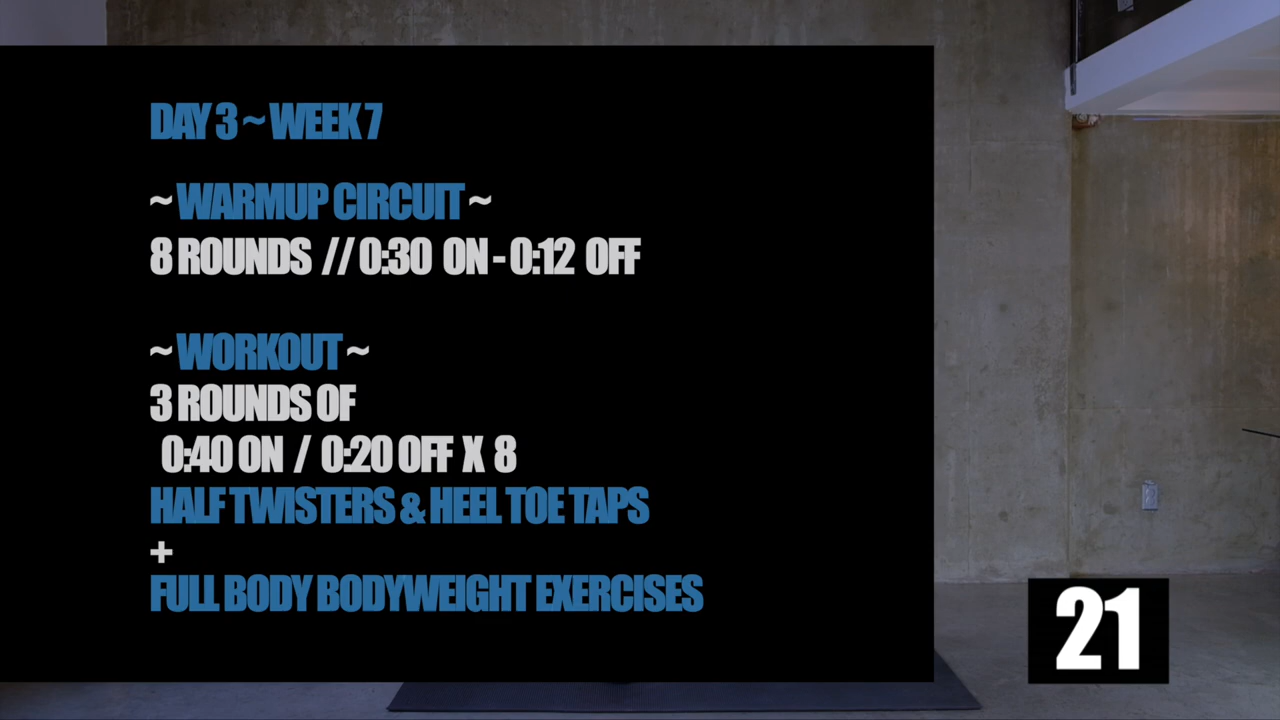 DAY 3 ~ WEEK 7
~ WARMUP CIRCUIT ~
8 ROUNDS // 0:30 ON - 0:12 OFF
~ WORKOUT ~
3 ROUNDS OF
0:40 ON / 0:20 OFF X 8
HALF TWISTERS & HEEL TOE TAPS
+
FULL BODY BODYWEIGHT EXERCISES
21